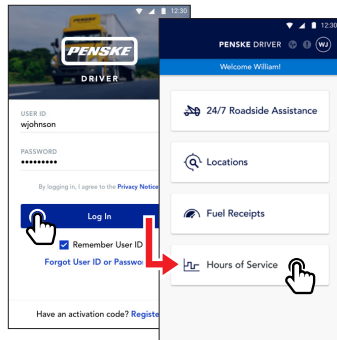 12:30
PENSKE
DRIVER
USER ID
wjohnson
PASSWORD
By logging in, I agree to the Privacy Notice
Log In
Remember User ID
Forgot User ID or Passwo
Have an activation code? Registe
12:30
PENSKE DRIVER
WJ
Welcome William!
24/7 Roadside Assistance
Locations
Fuel Receipts
Hours of Service